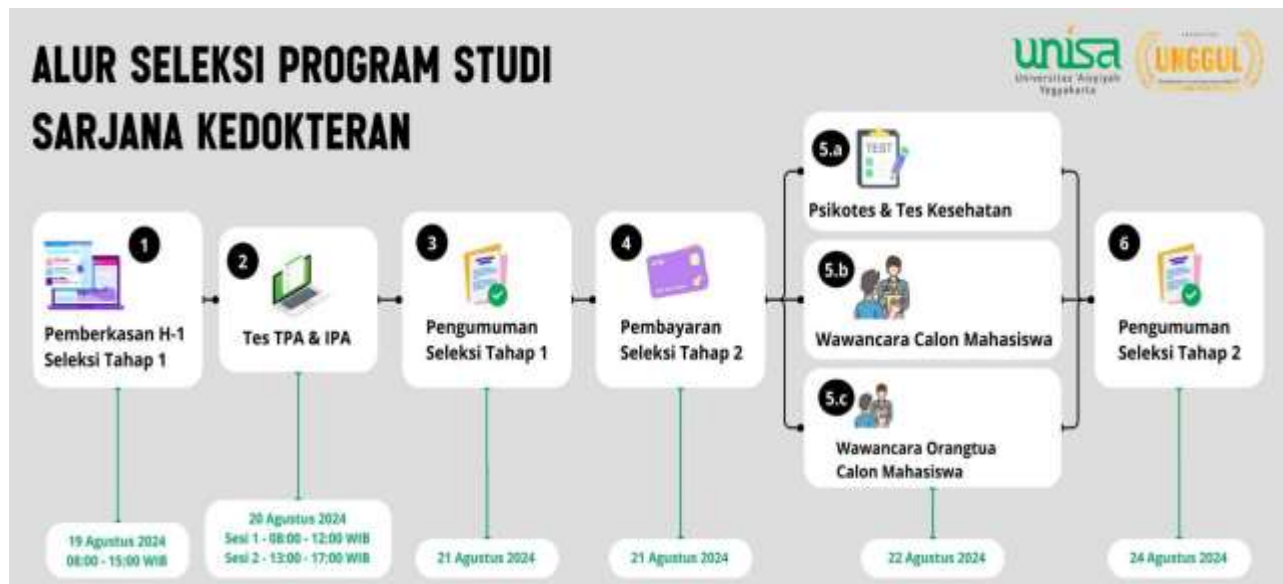 ALUR SELEKSI PROGRAM STUDI
SARJANA KEDOKTERAN
unisa
Universitas 'Aisyiyah
Yogyakarta
UNGGUL
1
Pemberkasan H-1
Seleksi Tahap 1
19 Agustus 2024
08:00 - 15:00 WIB
2
Tes TPA & IPA
20 Agustus 2024
Sesi 1 - 08:00 - 12:00 WIB
Sesi 2 - 13:00 - 17:00 WIB
3
Pengumuman
Seleksi Tahap 1
21 Agustus 2024
4
Pembayaran
Seleksi Tahap 2
21 Agustus 2024
5.a
TEST
Psikotes & Tes Kesehatan
5.b
Wawancara Calon Mahasiswa
5.c
Wawancara Orangtua
Calon Mahasiswa
22 Agustus 2024
6
Pengumuman
Seleksi Tahap 2
24 Agustus 2024